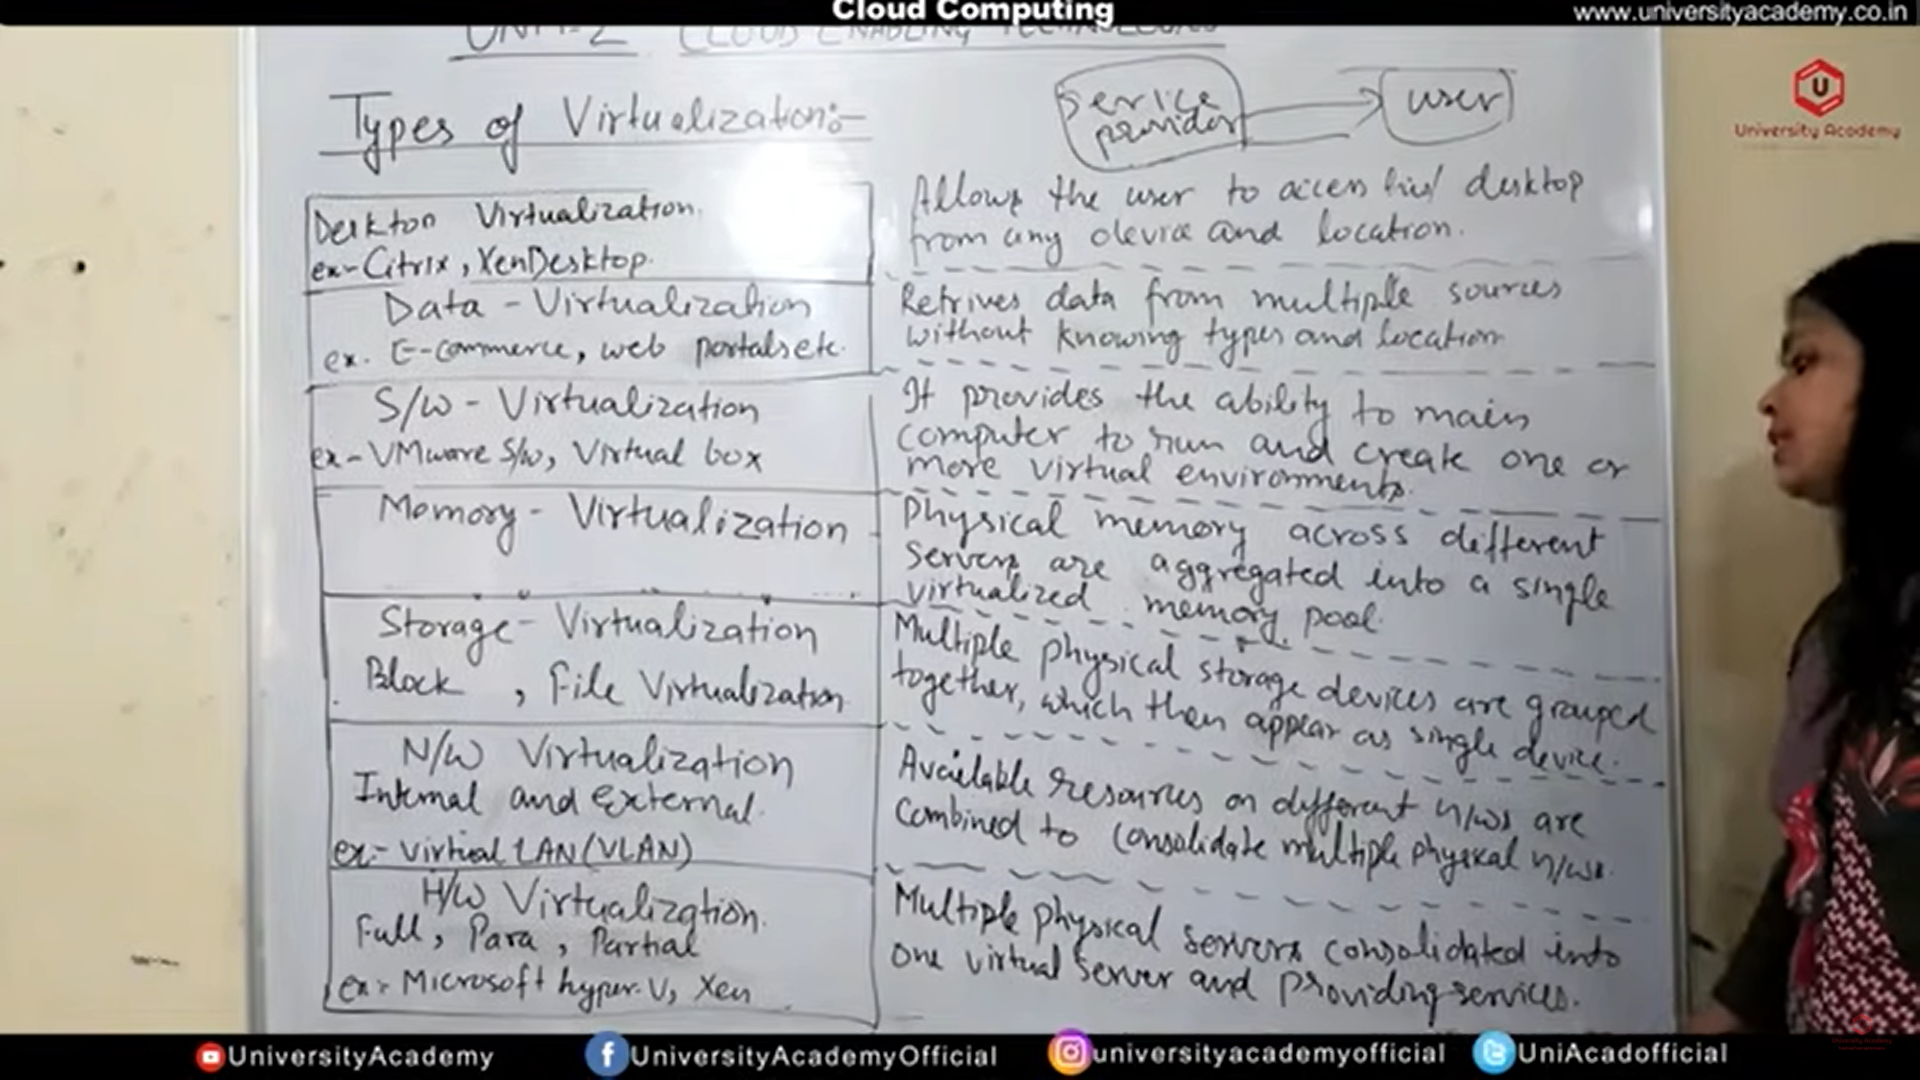 Cloud Computing
www.universityacademy.co.in
UNIT-2 CLOUD ENABLING TECHNOLOGIES
U
University Academy
Types of Virtualization:-
Service
provider
user
Desktop Virtualization.
ex-Citrix, XenDesktop.
Allows the user to access desktop
from any device and location.
Data - Virtualization
ex. E-commerce, web portals etc.
Retrives data from multiple sources
without knowing types and location
S/W - Virtualization
ex-VMware S/w, Virtual box
It provides the ability to main
computer to run and create one or
more virtual environments.
Memory - Virtualization
Physical memory across different
servers are aggregated into a single
virtualized memory pool.
Storage - Virtualization
Block , File Virtualization
Multiple physical storage devices are grouped
together, which then appear as single device.
N/W Virtualization
Internal and External.
ex:- Virtual LAN (VLAN)
Available resources on different n/ws are
combined to consolidate multiple physical n/ws.
H/W Virtualization.
Full, Para, Partial
ex:- Microsoft hyper-V, Xen
Multiple physical servers consolidated into
one virtual server and providing services.
UniversityAcademy
UniversityAcademyOfficial
universityacademyofficial
UniAcadofficial